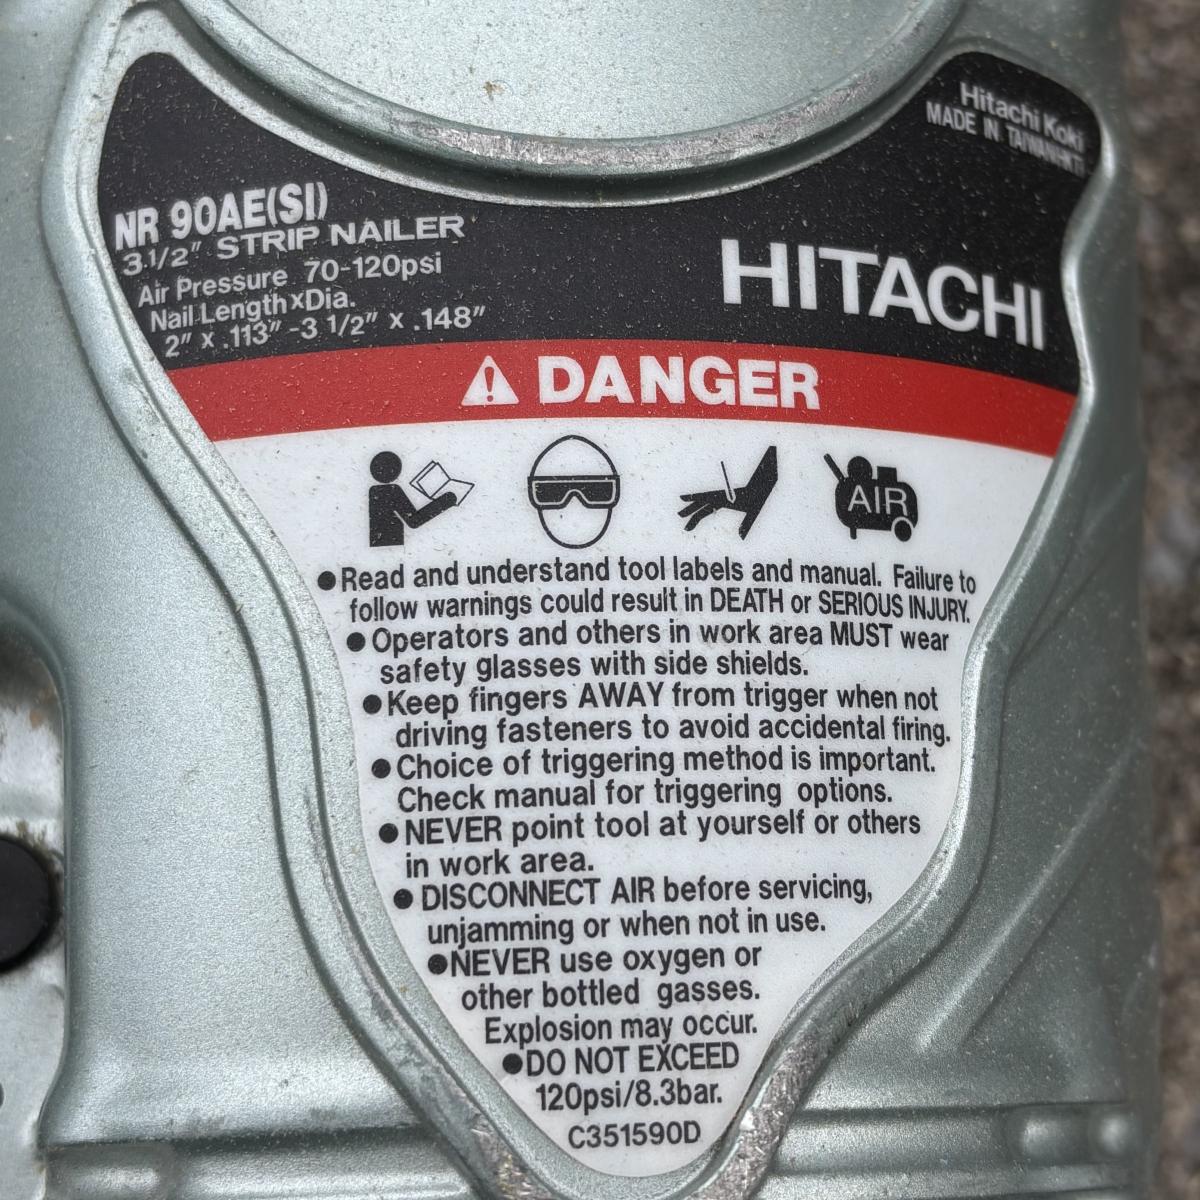 Hitachi Koki
MADE IN TAIWAN
NR 90AE(SI)
3 1/2" STRIP NAILER
Air Pressure 70-120psi
Nail Length x Dia.
2" x .113" -3 1/2" x .148"
HITACHI
DANGER
AIR
●Read and understand tool labels and manual. Failure to
follow warnings could result in DEATH or SERIOUS INJURY.
●Operators and others in work area MUST wear
safety glasses with side shields.
●Keep fingers AWAY from trigger when not
driving fasteners to avoid accidental firing.
●Choice of triggering method is important.
Check manual for triggering options.
●NEVER point tool at yourself or others
in work area.
●DISCONNECT AIR before servicing,
unjamming or when not in use.
●NEVER use oxygen or
other bottled gasses.
Explosion may occur.
●DO NOT EXCEED
120psi/8.3bar.
C351590D